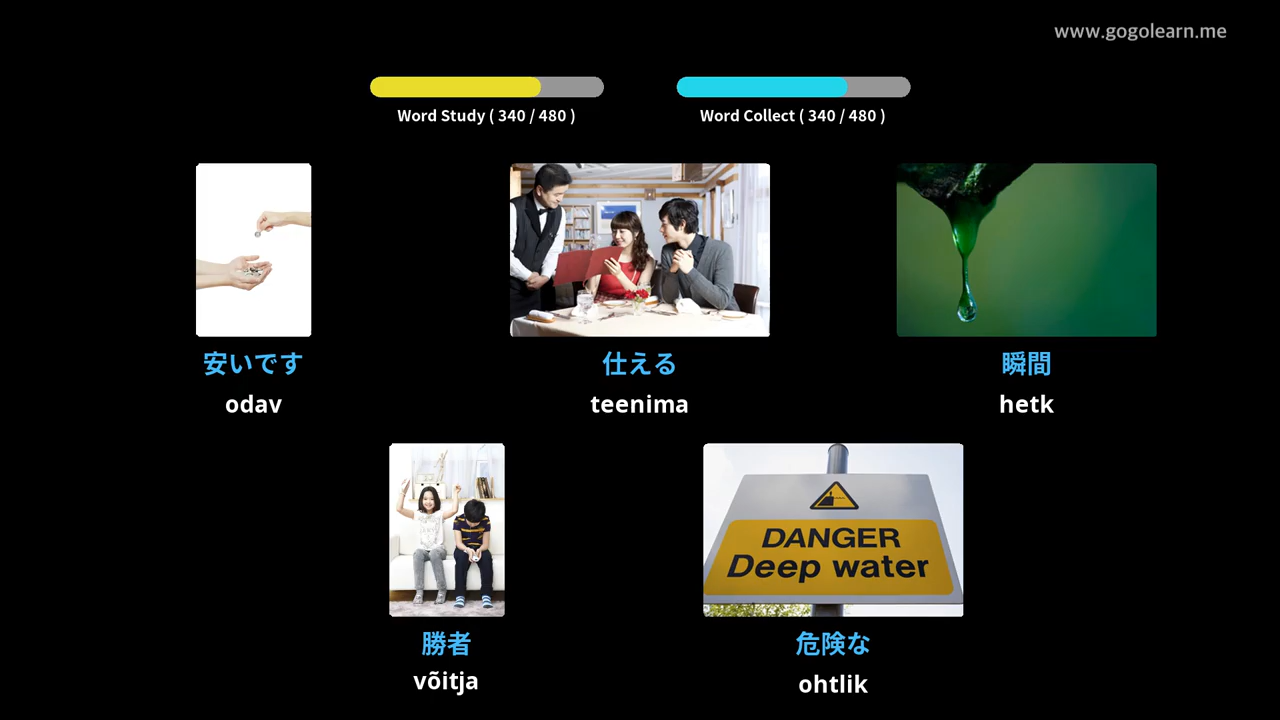 www.gogolearn.me
Word Study ( 340 / 480 )
Word Collect ( 340 / 480 )
安いです
odav
仕える
teenima
瞬間
hetk
DANGER
Deep water
勝者
võitja
危険な
ohtlik